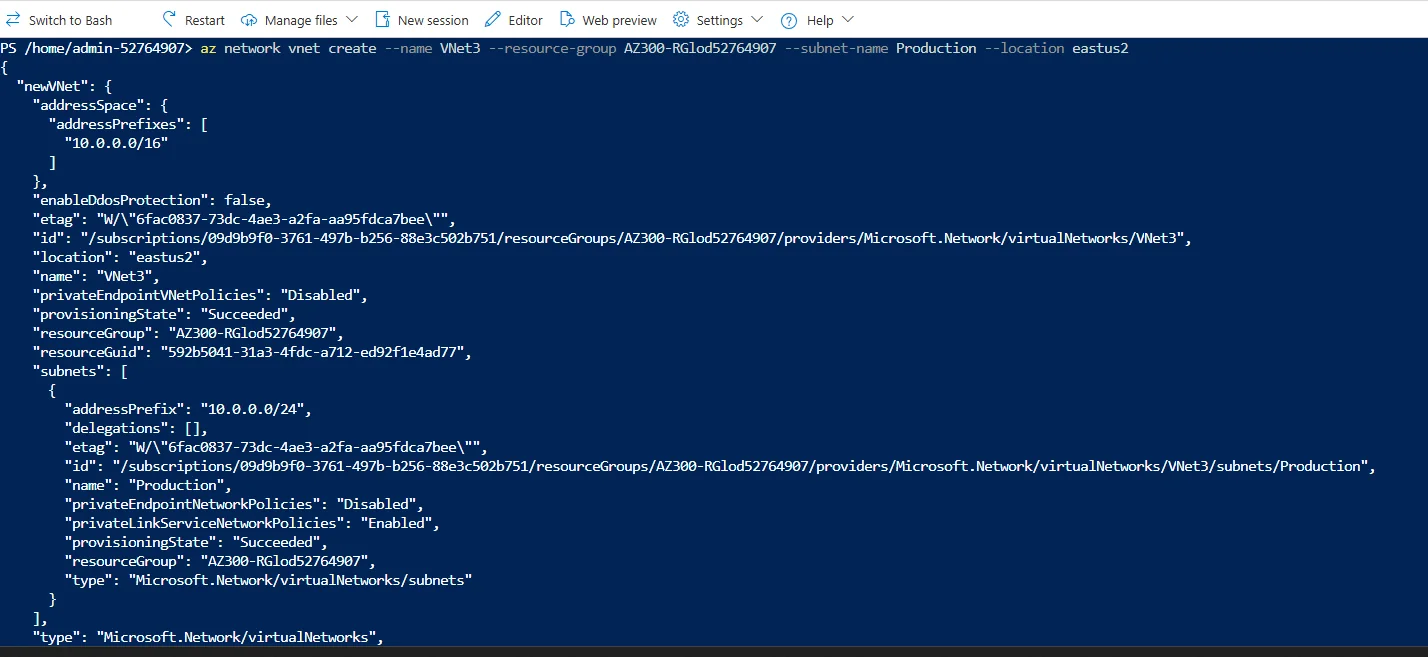 Switch to Bash Restart Manage files New session Editor Web preview Settings Help
PS /home/admin-52764907> az network vnet create --name VNet3 --resource-group AZ300-RGlod52764907 --subnet-name Production --location eastus2
{
  "newVNet": {
    "addressSpace": {
      "addressPrefixes": [
        "10.0.0.0/16"
      ]
    },
    "enableDdosProtection": false,
    "etag": "W/\"6fac0837-73dc-4ae3-a2fa-aa95fdca7bee\"",
    "id": "/subscriptions/09d9b9f0-3761-497b-b256-88e3c502b751/resourceGroups/AZ300-RGlod52764907/providers/Microsoft.Network/virtualNetworks/VNet3",
    "location": "eastus2",
    "name": "VNet3",
    "privateEndpointVNetPolicies": "Disabled",
    "provisioningState": "Succeeded",
    "resourceGroup": "AZ300-RGlod52764907",
    "resourceGuid": "592b5041-31a3-4fdc-a712-ed92f1e4ad77",
    "subnets": [
      {
        "addressPrefix": "10.0.0.0/24",
        "delegations": [],
        "etag": "W/\"6fac0837-73dc-4ae3-a2fa-aa95fdca7bee\"",
        "id": "/subscriptions/09d9b9f0-3761-497b-b256-88e3c502b751/resourceGroups/AZ300-RGlod52764907/providers/Microsoft.Network/virtualNetworks/VNet3/subnets/Production",
        "name": "Production",
        "privateEndpointNetworkPolicies": "Disabled",
        "privateLinkServiceNetworkPolicies": "Enabled",
        "provisioningState": "Succeeded",
        "resourceGroup": "AZ300-RGlod52764907",
        "type": "Microsoft.Network/virtualNetworks/subnets"
      }
    ],
    "type": "Microsoft.Network/virtualNetworks",